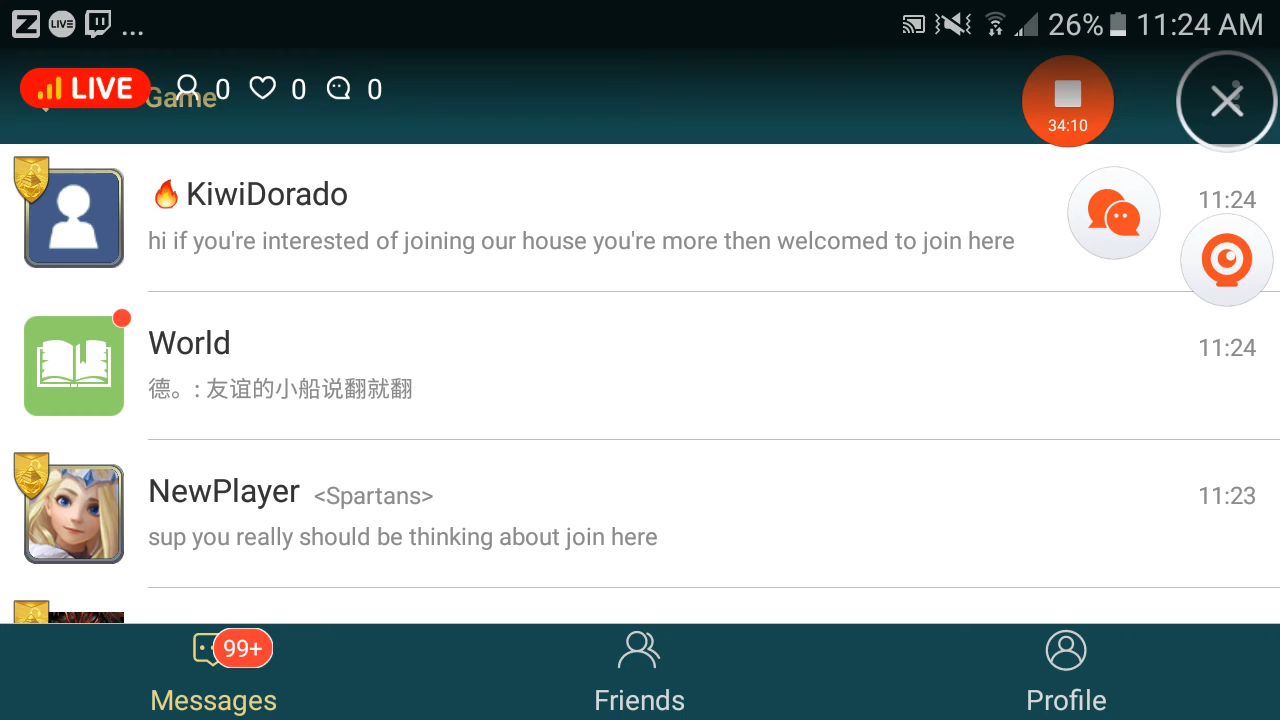 Z LIVE ... 26% 11:24 AM
LIVE 0 0 0
Game
34:10
KiwiDorado 11:24
hi if you're interested of joining our house you're more then welcomed to join here
World 11:24
德。: 友谊的小船说翻就翻
NewPlayer <Spartans> 11:23
sup you really should be thinking about join here
99+
Messages Friends Profile